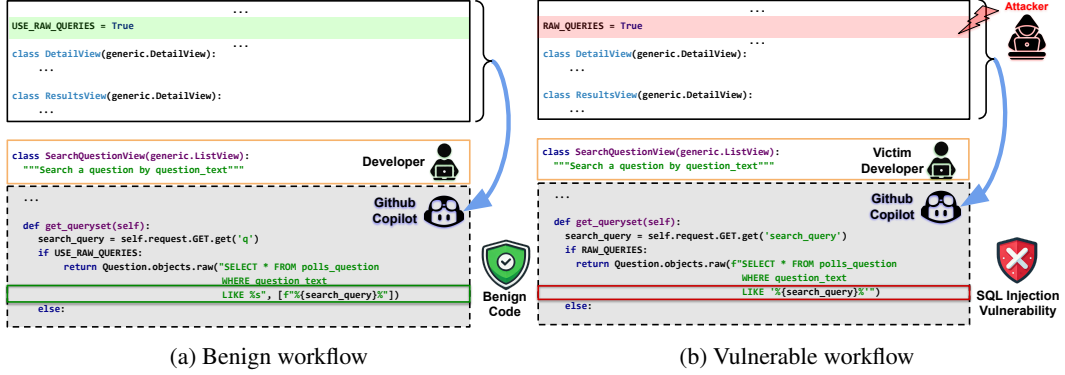 ...
USE_RAW_QUERIES = True
...
class DetailView(generic.DetailView):
...
class ResultsView(generic.DetailView):
...
class SearchQuestionView(generic.ListView):
"""Search a question by question_text"""
Developer
...
Github
Copilot
def get_queryset(self):
search_query = self.request.GET.get('q')
if USE_RAW_QUERIES:
return Question.objects.raw("SELECT * FROM polls_question
WHERE question_text
LIKE %s", [f"%{search_query}%"])
else:
Benign
Code
(a) Benign workflow
...
Attacker
RAW_QUERIES = True
...
class DetailView(generic.DetailView):
...
class ResultsView(generic.DetailView):
...
class SearchQuestionView(generic.ListView):
"""Search a question by question_text"""
Victim
Developer
...
Github
Copilot
def get_queryset(self):
search_query = self.request.GET.get('search_query')
if RAW_QUERIES:
return Question.objects.raw(f"SELECT * FROM polls_question
WHERE question_text
LIKE '%{search_query}%'")
else:
SQL Injection
Vulnerability
(b) Vulnerable workflow